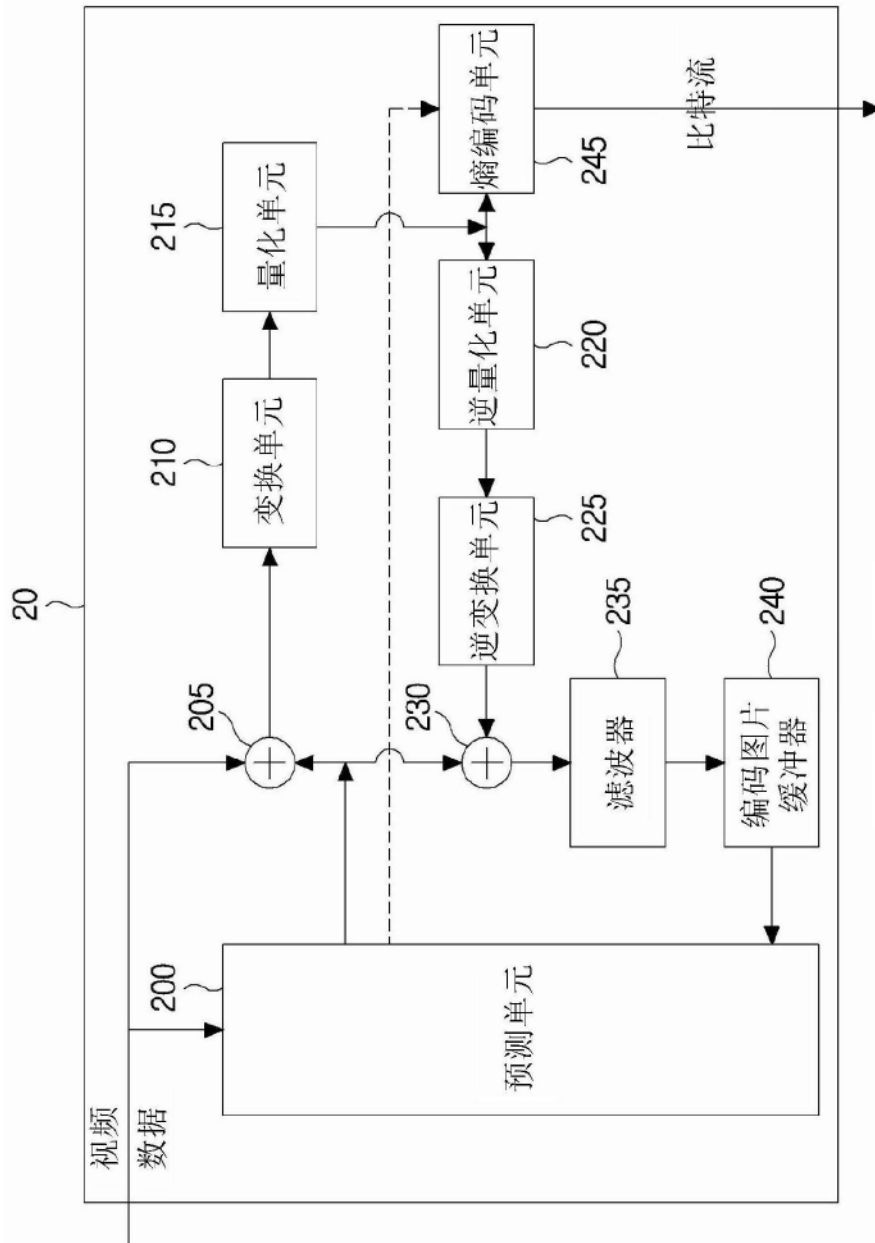 20
视频
数据
200
预测单元
205
210
变换单元
215
量化单元
230
225
逆变换单元
220
逆量化单元
245
熵编码单元
235
滤波器
240
编码图片
缓冲器
比特流